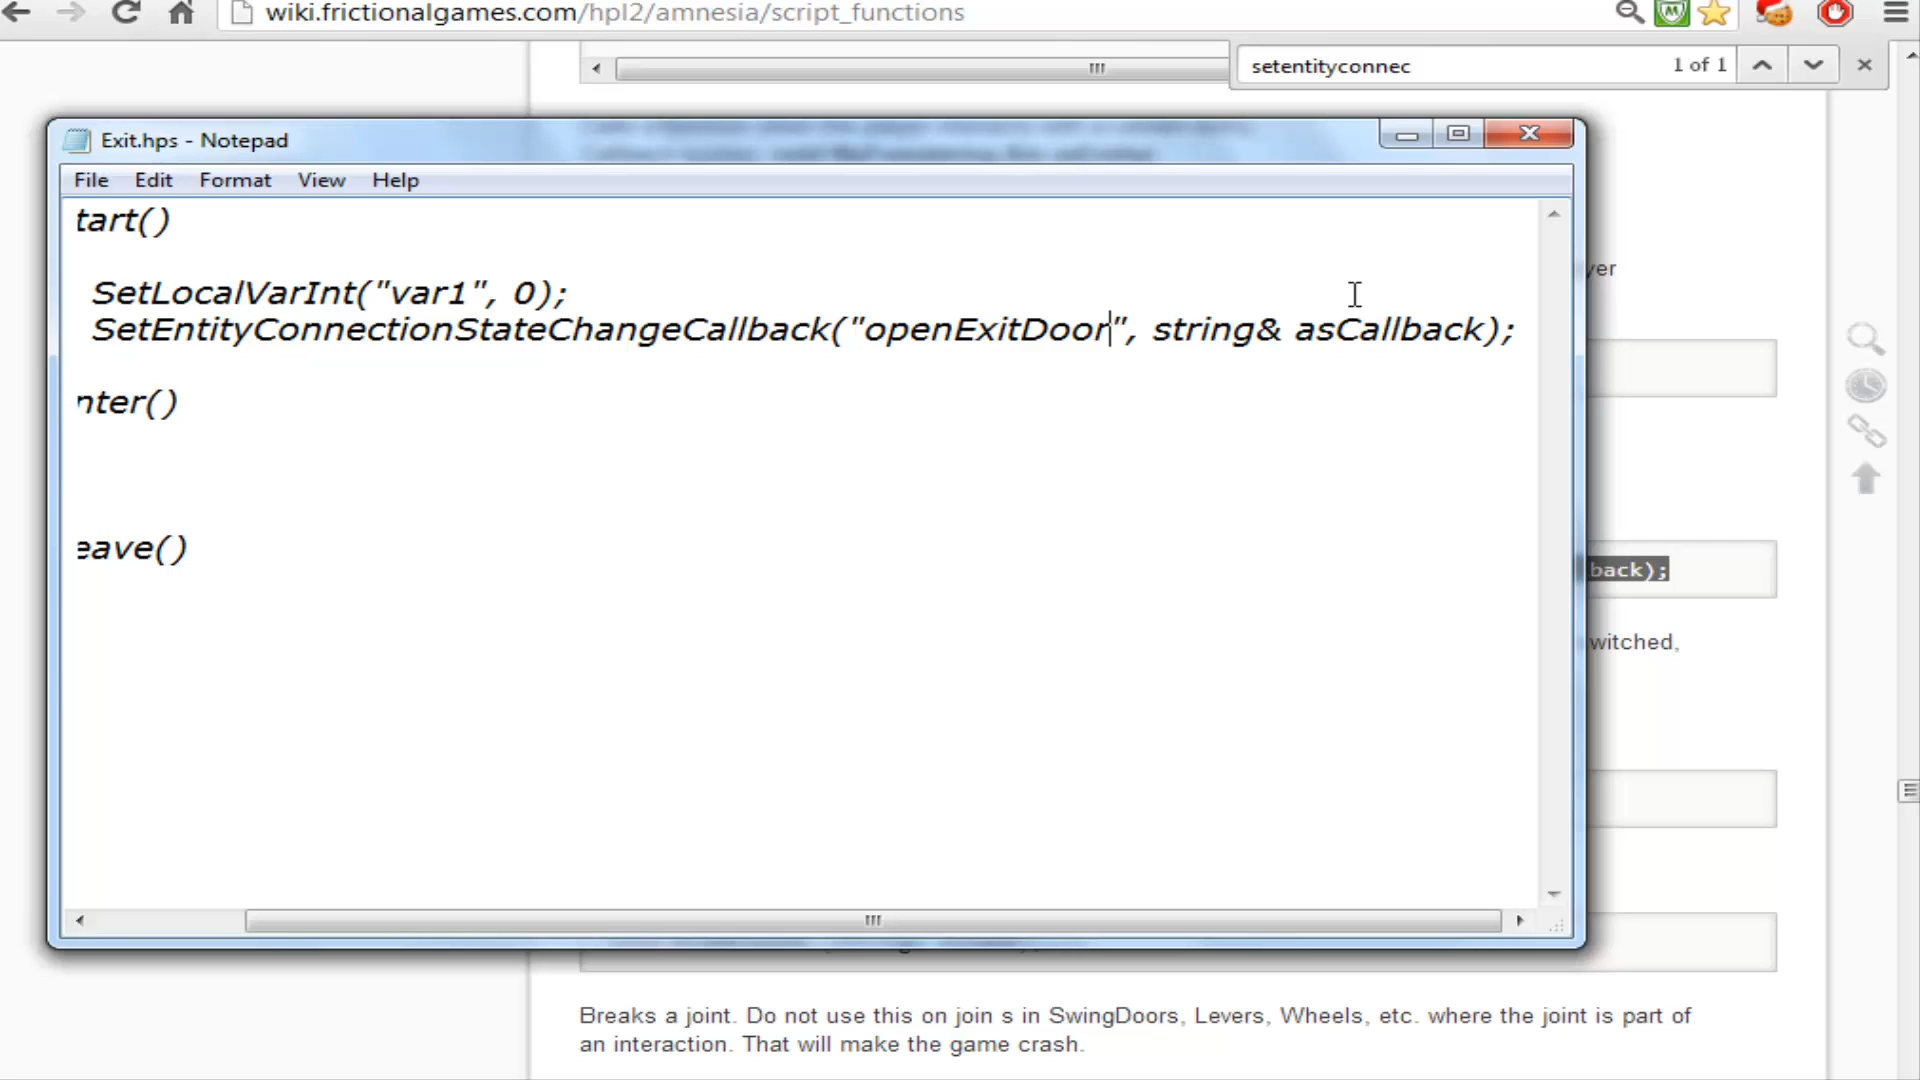 wiki.frictionalgames.com/hpl2/amnesia/script_functions
setentityconnec 1 of 1
Exit.hps - Notepad
File Edit Format View Help
tart()
SetLocalVarInt("var1", 0);
SetEntityConnectionStateChangeCallback("openExitDoor", string& asCallback);
nter()
eave()
yer
back);
witched,
Breaks a joint. Do not use this on join s in SwingDoors, Levers, Wheels, etc. where the joint is part of
an interaction. That will make the game crash.